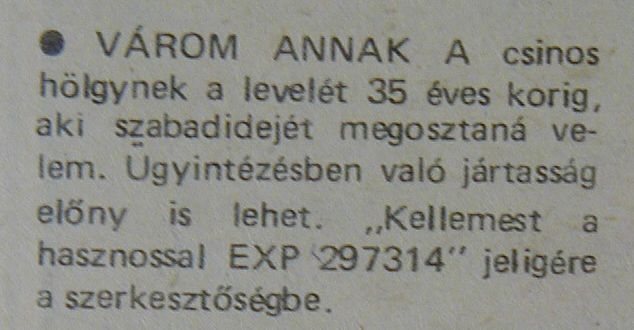 ● VÁROM ANNAK A csinos
hölgynek a levelét 35 éves korig,
aki szabadidejét megosztaná ve-
lem. Ugyintézésben való jártasság
előny is lehet. „Kellemest a
hasznossal EXP 297314" jeligére
a szerkesztőségbe.